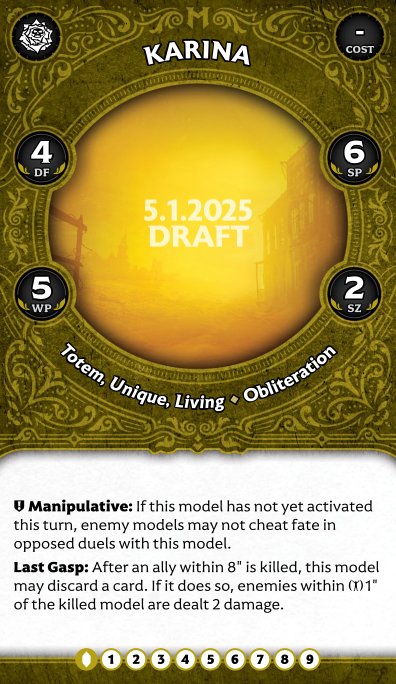 KARINA
-
COST
4
DF
6
SP
5.1.2025
DRAFT
5
WP
2
SZ
Totem, Unique, Living • Obliteration
Manipulative: If this model has not yet activated
this turn, enemy models may not cheat fate in
opposed duels with this model.
Last Gasp: After an ally within 8" is killed, this model
may discard a card. If it does so, enemies within 1"
of the killed model are dealt 2 damage.
1 2 3 4 5 6 7 8 9